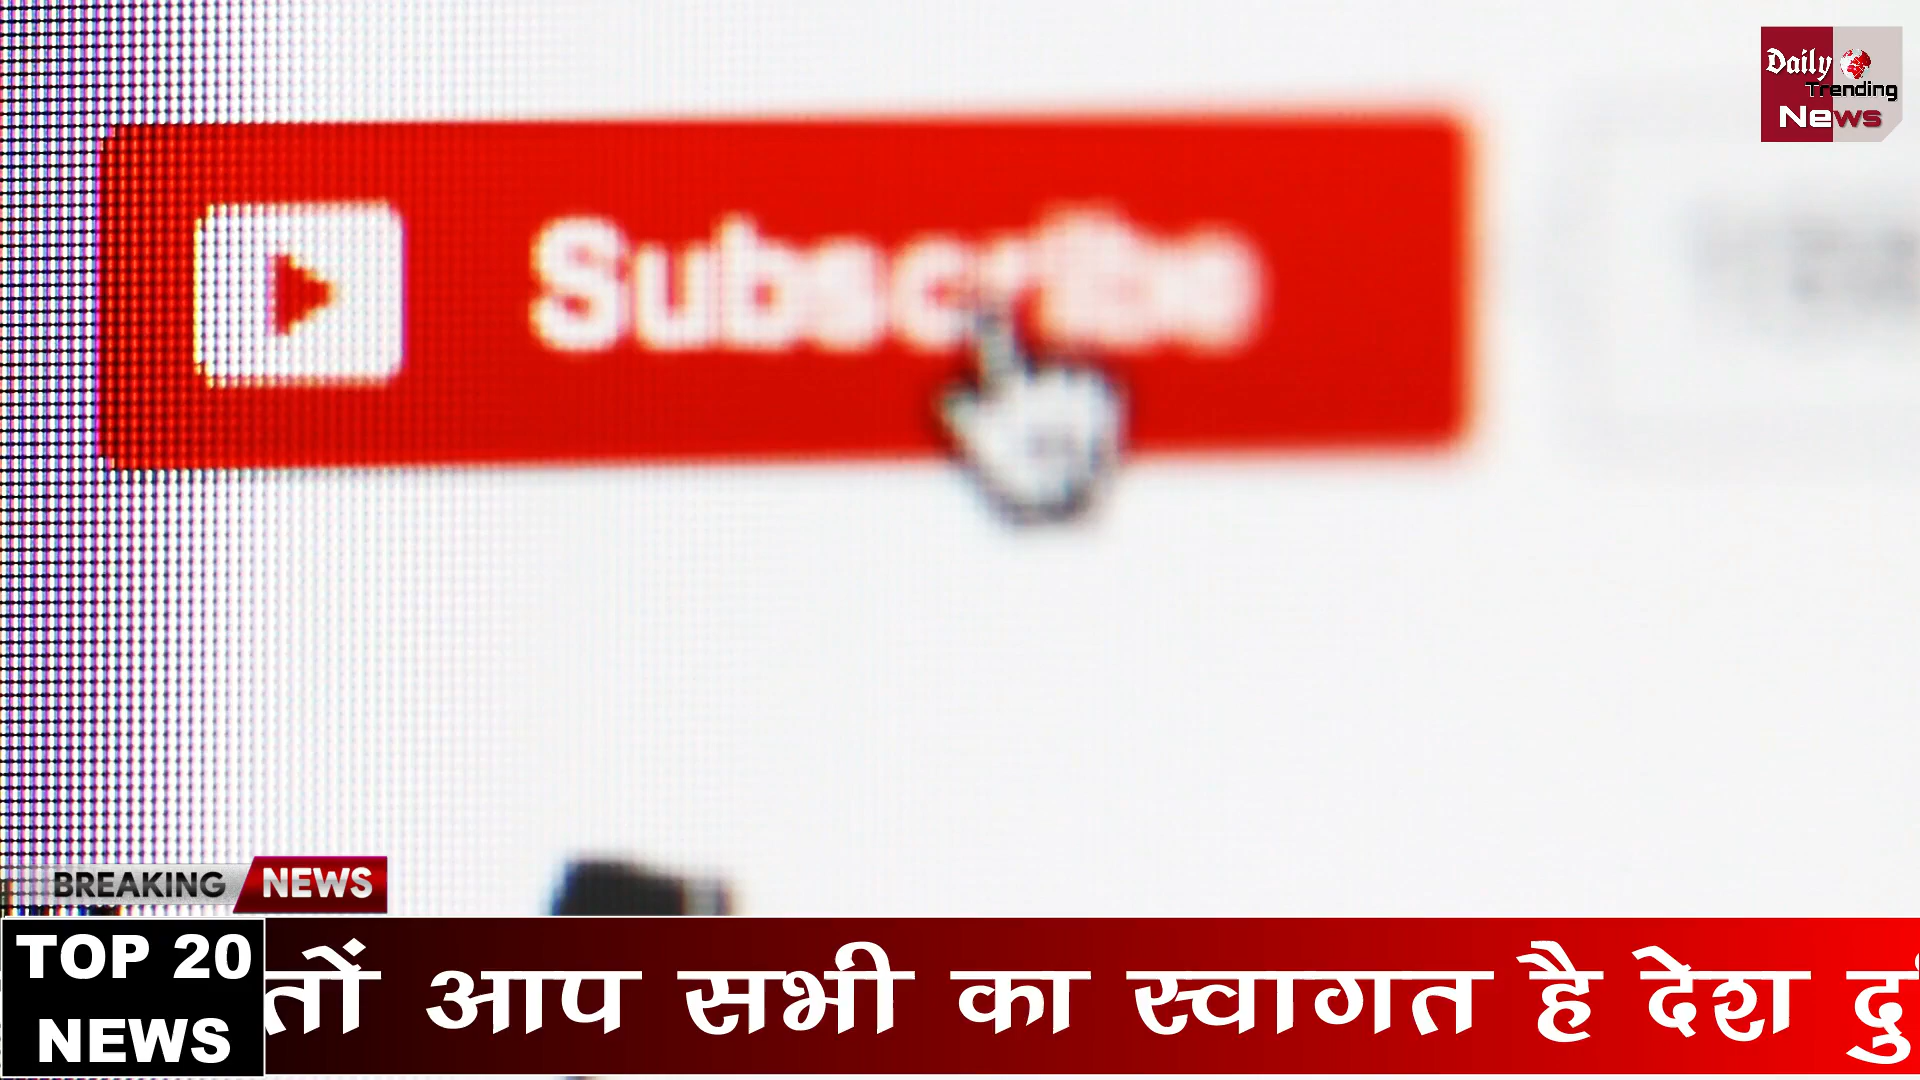 Daily
Trending
News
Subscribe
BREAKING NEWS
TOP 20
NEWS
आप सभी का स्वागत है देश